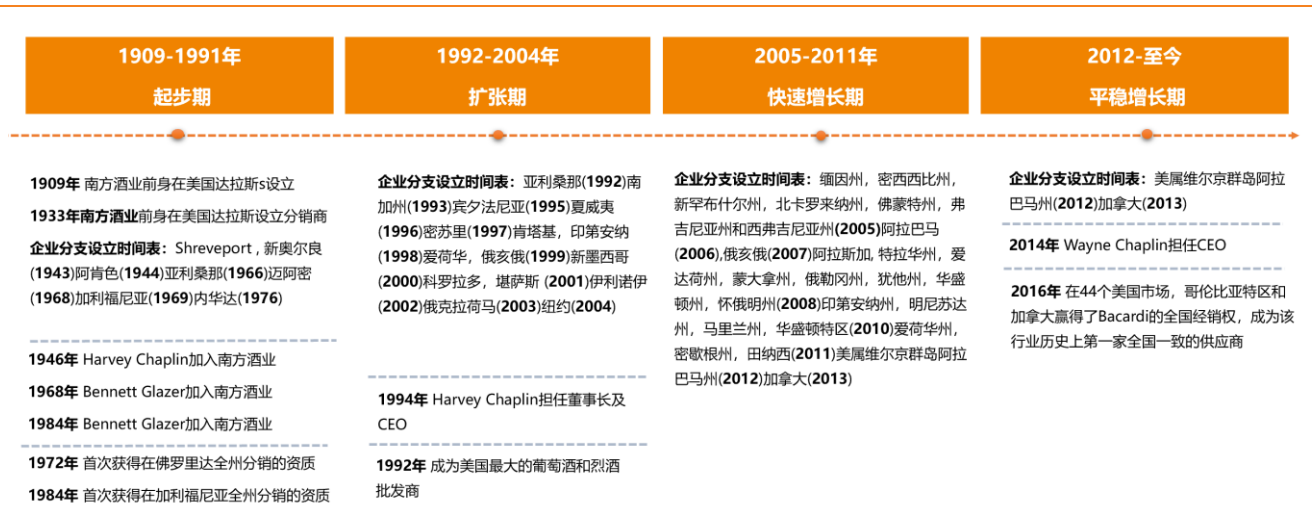 1909-1991年
起步期
1992-2004年
扩张期
2005-2011年
快速增长期
2012-至今
平稳增长期
1909年 南方酒业前身在美国达拉斯s设立
1933年南方酒业前身在美国达拉斯设立分销商
企业分支设立时间表：Shreveport , 新奥尔良
(1943)阿肯色(1944)亚利桑那(1966)迈阿密
(1968)加利福尼亚(1969)内华达(1976)
1946年 Harvey Chaplin加入南方酒业
1968年 Bennett Glazer加入南方酒业
1984年 Bennett Glazer加入南方酒业
1972年 首次获得在佛罗里达全州分销的资质
1984年 首次获得在加利福尼亚全州分销的资质
企业分支设立时间表：亚利桑那(1992)南
加州(1993)宾夕法尼亚(1995)夏威夷
(1996)密苏里(1997)肯塔基，印第安纳
(1998)爱荷华，俄亥俄(1999)新墨西哥
(2000)科罗拉多，堪萨斯 (2001)伊利诺伊
(2002)俄克拉荷马(2003)纽约(2004)
1994年 Harvey Chaplin担任董事长及
CEO
1992年 成为美国最大的葡萄酒和烈酒
批发商
企业分支设立时间表：缅因州，密西西比州，
新罕布什尔州，北卡罗来纳州，佛蒙特州，弗
吉尼亚州和西弗吉尼亚州(2005)阿拉巴马
(2006),俄亥俄(2007)阿拉斯加, 特拉华州，爱
达荷州，蒙大拿州，俄勒冈州，犹他州，华盛
顿州，怀俄明州(2008)印第安纳州，明尼苏达
州，马里兰州，华盛顿特区(2010)爱荷华州，
密歇根州，田纳西(2011)美属维尔京群岛阿拉
巴马州(2012)加拿大(2013)
企业分支设立时间表：美属维尔京群岛阿拉
巴马州(2012)加拿大(2013)
2014年 Wayne Chaplin担任CEO
2016年 在44个美国市场，哥伦比亚特区和
加拿大赢得了Bacardi的全国经销权，成为该
行业历史上第一家全国一致的供应商